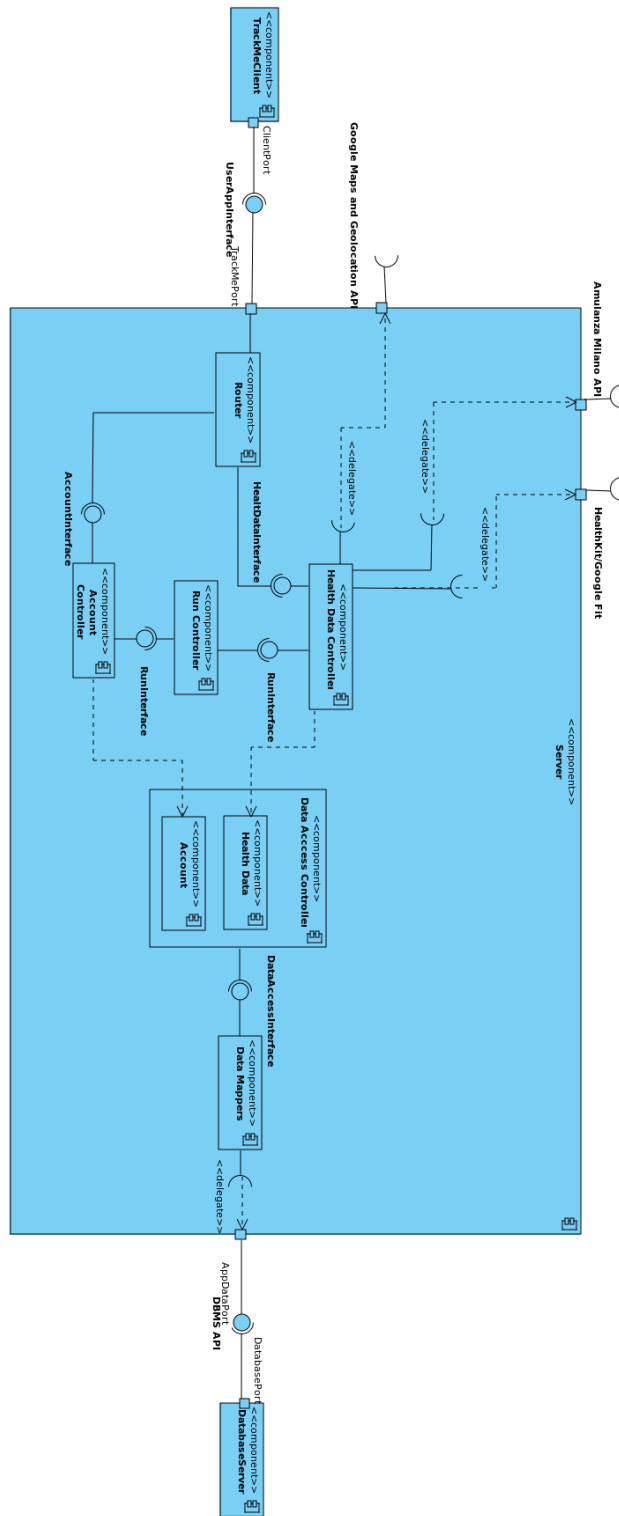 <<component>>
TrackMeClient
ClientPort
UserAppInterface
TrackMePort
Google Maps and Geolocation API
Amulanza Milano API
HealthKit/Google Fit
<<component>>
Server
<<component>>
Router
<<delegate>>
<<delegate>>
<<delegate>>
HealtDataInterface
AccountInterface
<<component>>
Health Data Controller
<<component>>
Run Controller
<<component>>
Account
Controller
RunInterface
RunInterface
<<component>>
Data Acccess Controller
<<component>>
Health Data
<<component>>
Account
DataAccessInterface
<<component>>
Data Mappers
<<delegate>>
AppDataPort
DBMS API
DatabasePort
<<component>>
DatabaseServer